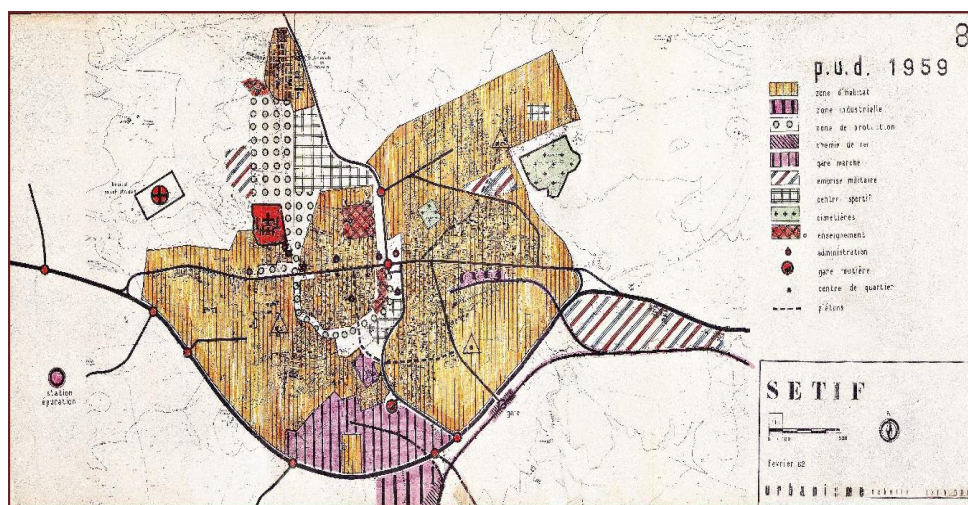 8
p.u.d. 1959
zone d'habitat
zone industrielle
zone de protection
chemin de fer
gare marche
emprise militaire
center sportif
cimetières
enseignement
administration
gare routière
centre de quartier
piétons
station
épuration
gare
SETIF
février 62
urbanisme